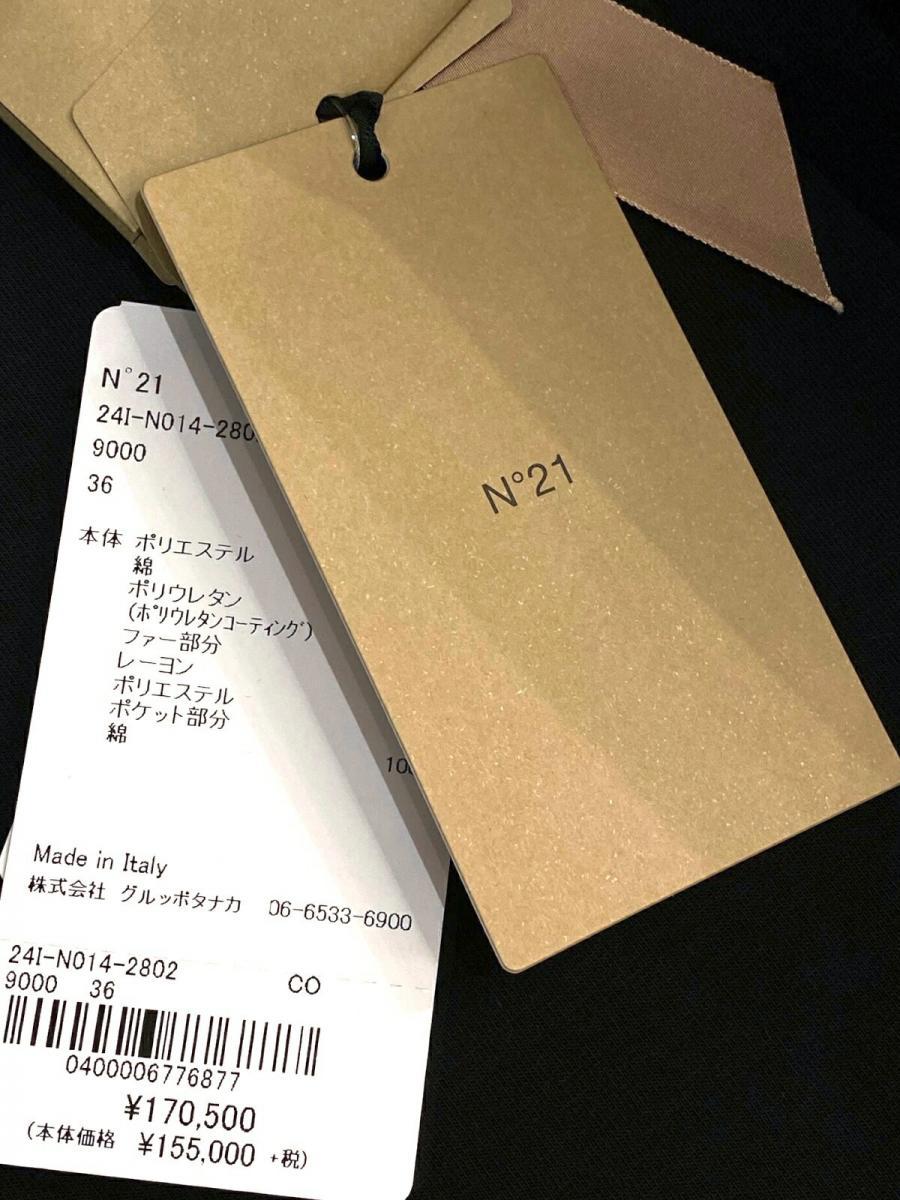 N°21
N°21
24I-N014-280
9000
36
本体 ポリエステル
綿
ポリウレタン
(ポリウレタンコーティング)
ファー部分
レーヨン
ポリエステル
ポケット部分
綿
Made in Italy
株式会社 グルッポタナカ 06-6533-6900
24I-N014-2802 CO
9000 36
0400006776877
¥170,500
(本体価格 ¥155,000 +税)